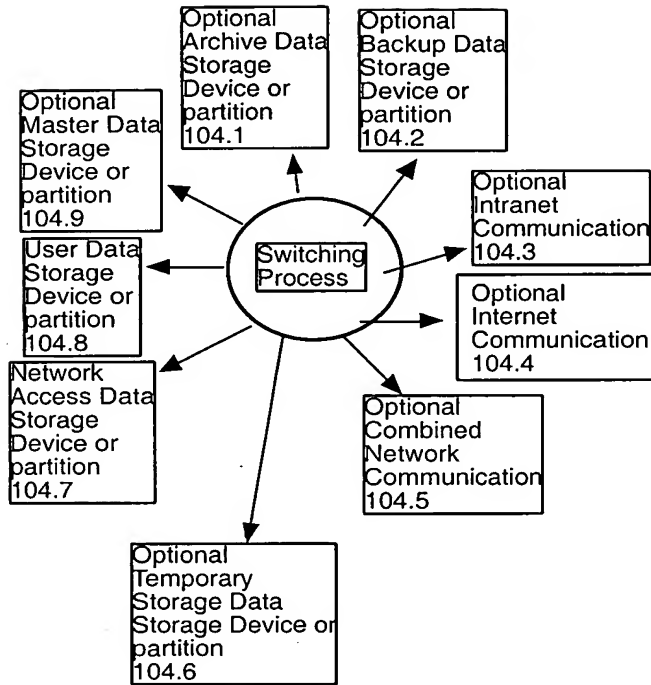 Optional
Archive Data
Storage
Device or
partition
104.1
Optional
Backup Data
Storage
Device or
partition
104.2
Optional
Master Data
Storage
Device or
partition
104.9
Optional
Intranet
Communication
104.3
Switching
Process
User Data
Storage
Device or
partition
104.8
Optional
Internet
Communication
104.4
Network
Access Data
Storage
Device or
partition
104.7
Optional
Combined
Network
Communication
104.5
Optional
Temporary
Storage Data
Storage Device or
partition
104.6